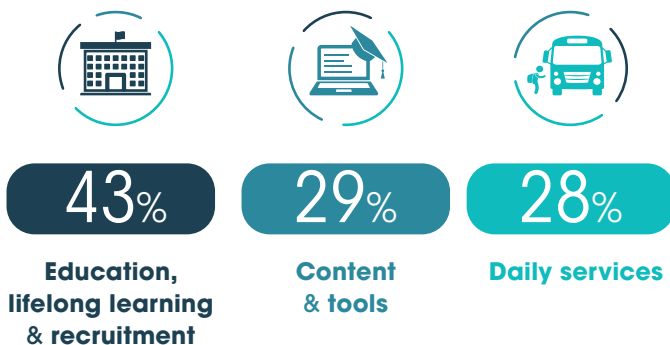 43%
29%
28%
Education,
lifelong learning
& recruitment
Content
& tools
Daily services